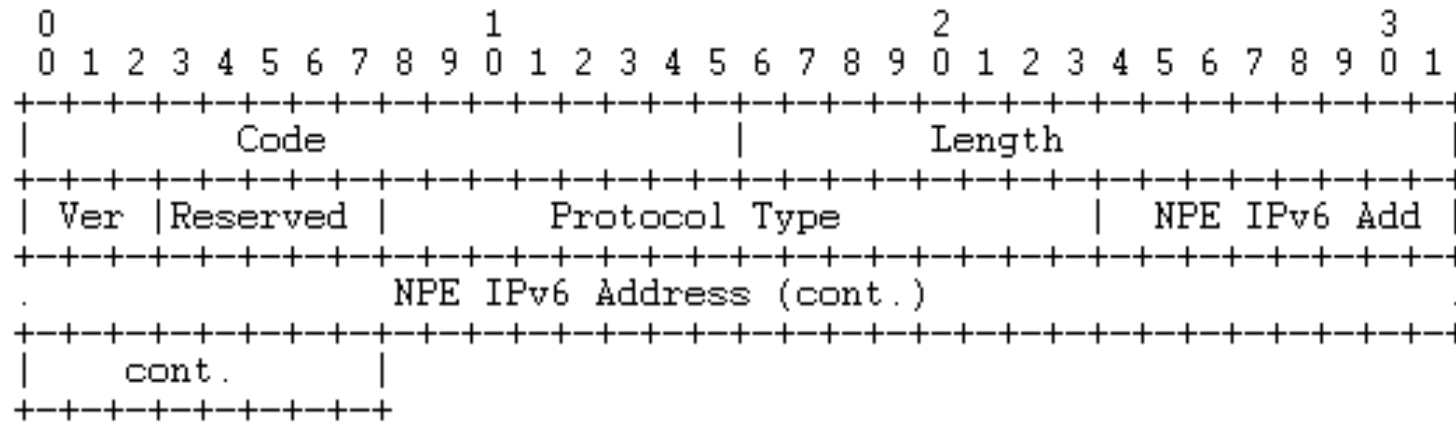 0 1 2 3
0 1 2 3 4 5 6 7 8 9 0 1 2 3 4 5 6 7 8 9 0 1 2 3 4 5 6 7 8 9 0 1
+-+-+-+-+-+-+-+-+-+-+-+-+-+-+-+-+-+-+-+-+-+-+-+-+-+-+-+-+-+-+-+-+
| Code | Length |
+-+-+-+-+-+-+-+-+-+-+-+-+-+-+-+-+-+-+-+-+-+-+-+-+-+-+-+-+-+-+-+-+
| Ver |Reserved | Protocol Type | NPE IPv6 Add |
+-+-+-+-+-+-+-+-+-+-+-+-+-+-+-+-+-+-+-+-+-+-+-+-+-+-+-+-+-+-+-+-+
. NPE IPv6 Address (cont.) .
+-+-+-+-+-+-+-+-+-+-+-+-+-+-+-+-+-+-+-+-+-+-+-+-+-+-+-+-+-+-+-+-+
| cont. |
+-+-+-+-+-+-+-+-+